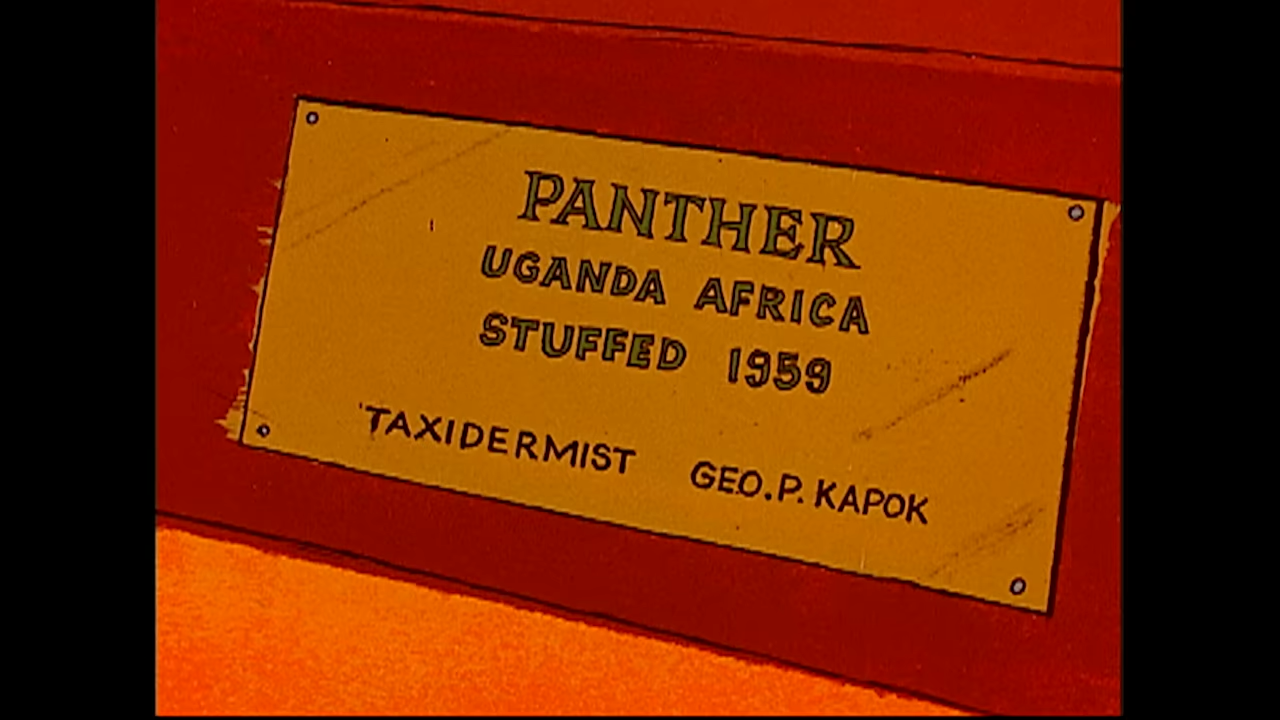 PANTHER
UGANDA AFRICA
STUFFED 1959
TAXIDERMIST GEO. P. KAPOK